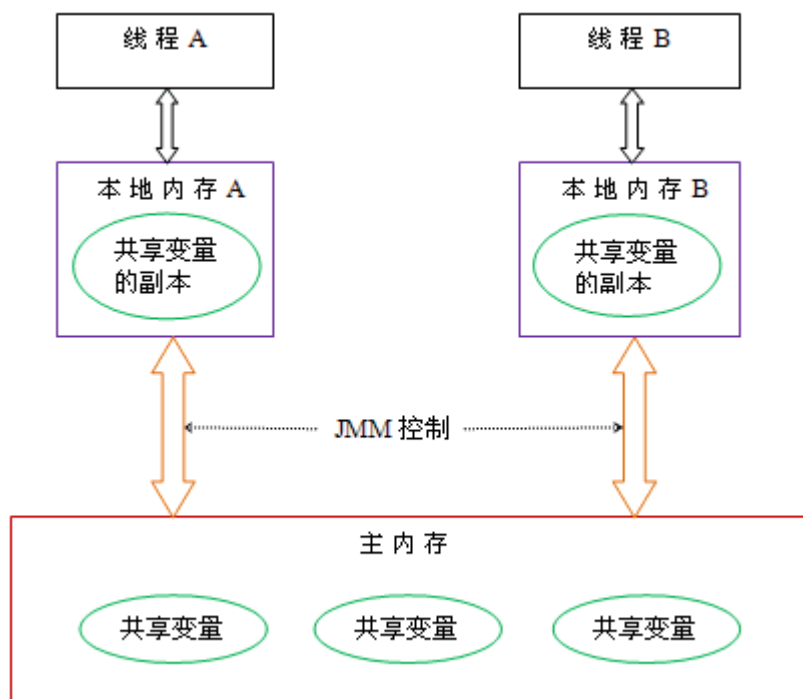 线程 A
线程 B
本地内存 A
本地内存 B
共享变量
的副本
共享变量
的副本
JMM 控制
主内存
共享变量
共享变量
共享变量